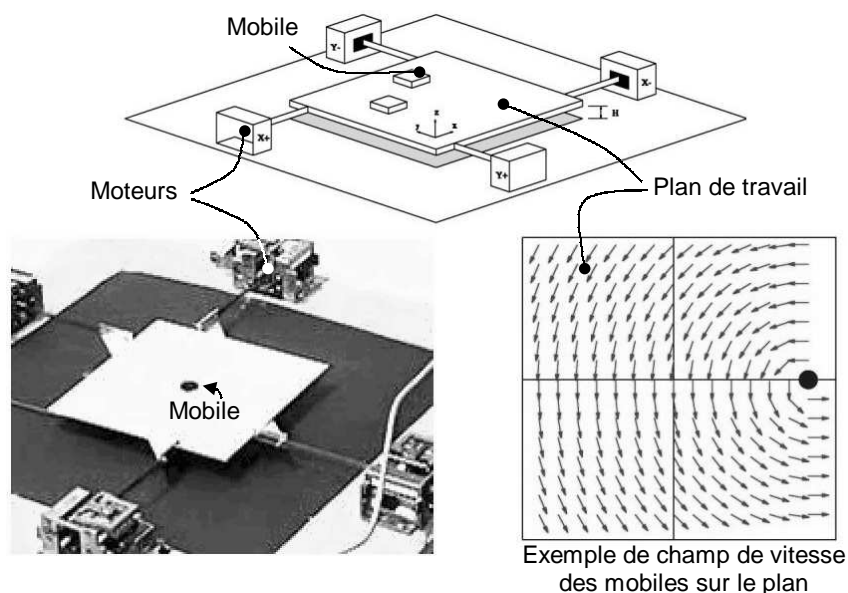 Mobile
Y-
X-
z
y
x
H
X+
Y+
Moteurs
Plan de travail
Mobile
Exemple de champ de vitesse
des mobiles sur le plan